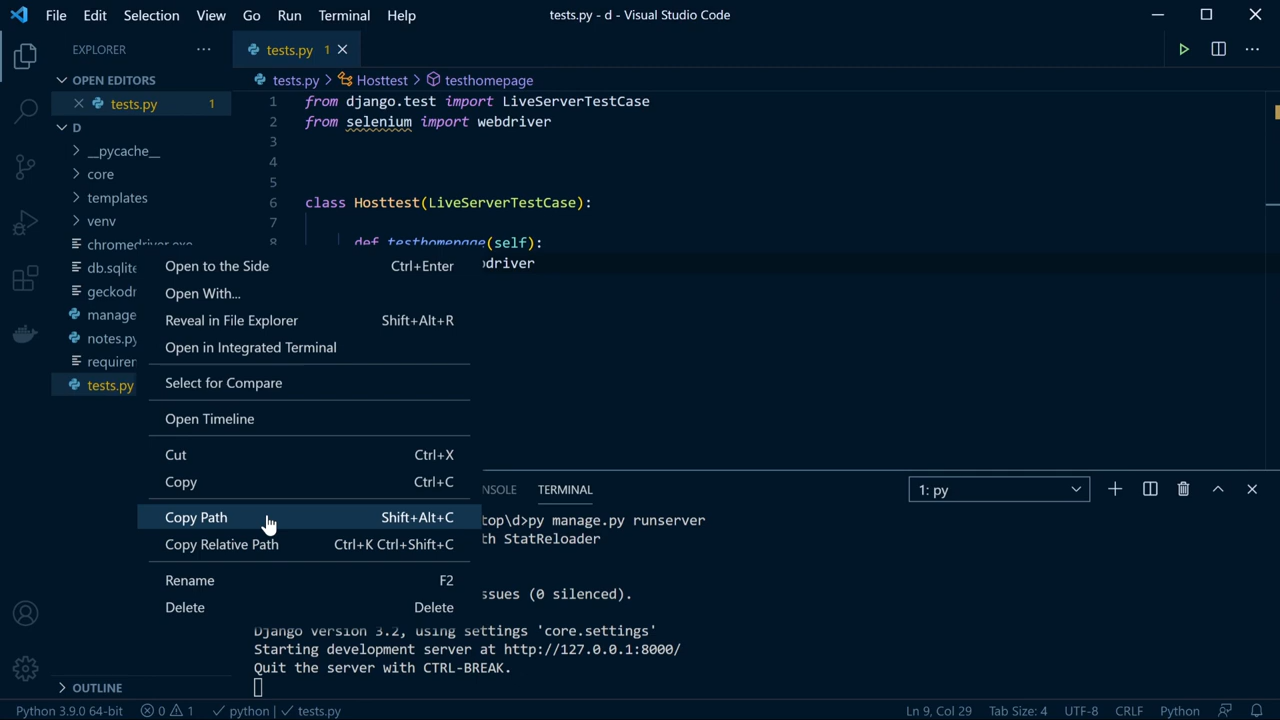 File Edit Selection View Go Run Terminal Help
tests.py - d - Visual Studio Code
EXPLORER
OPEN EDITORS
tests.py 1
D
__pycache__
core
templates
venv
chromedriver.exe
db.sqlite
geckodr
manage
notes.py
require
tests.py
OUTLINE
tests.py 1
tests.py > Hosttest > testhomepage
1 from django.test import LiveServerTestCase
2 from selenium import webdriver
3
4
5
6 class Hosttest(LiveServerTestCase):
7
8 def testhomepage(self):
driver
Open to the Side Ctrl+Enter
Open With...
Reveal in File Explorer Shift+Alt+R
Open in Integrated Terminal
Select for Compare
Open Timeline
Cut Ctrl+X
Copy Ctrl+C
Copy Path Shift+Alt+C
Copy Relative Path Ctrl+K Ctrl+Shift+C
Rename F2
Delete Delete
NSOLE TERMINAL
1: py
top\d>py manage.py runserver
th StatReloader
ssues (0 silenced).
Django version 3.2, using settings 'core.settings'
Starting development server at http://127.0.0.1:8000/
Quit the server with CTRL-BREAK.
Python 3.9.0 64-bit 0 1 python | tests.py
Ln 9, Col 29 Tab Size: 4 UTF-8 CRLF Python